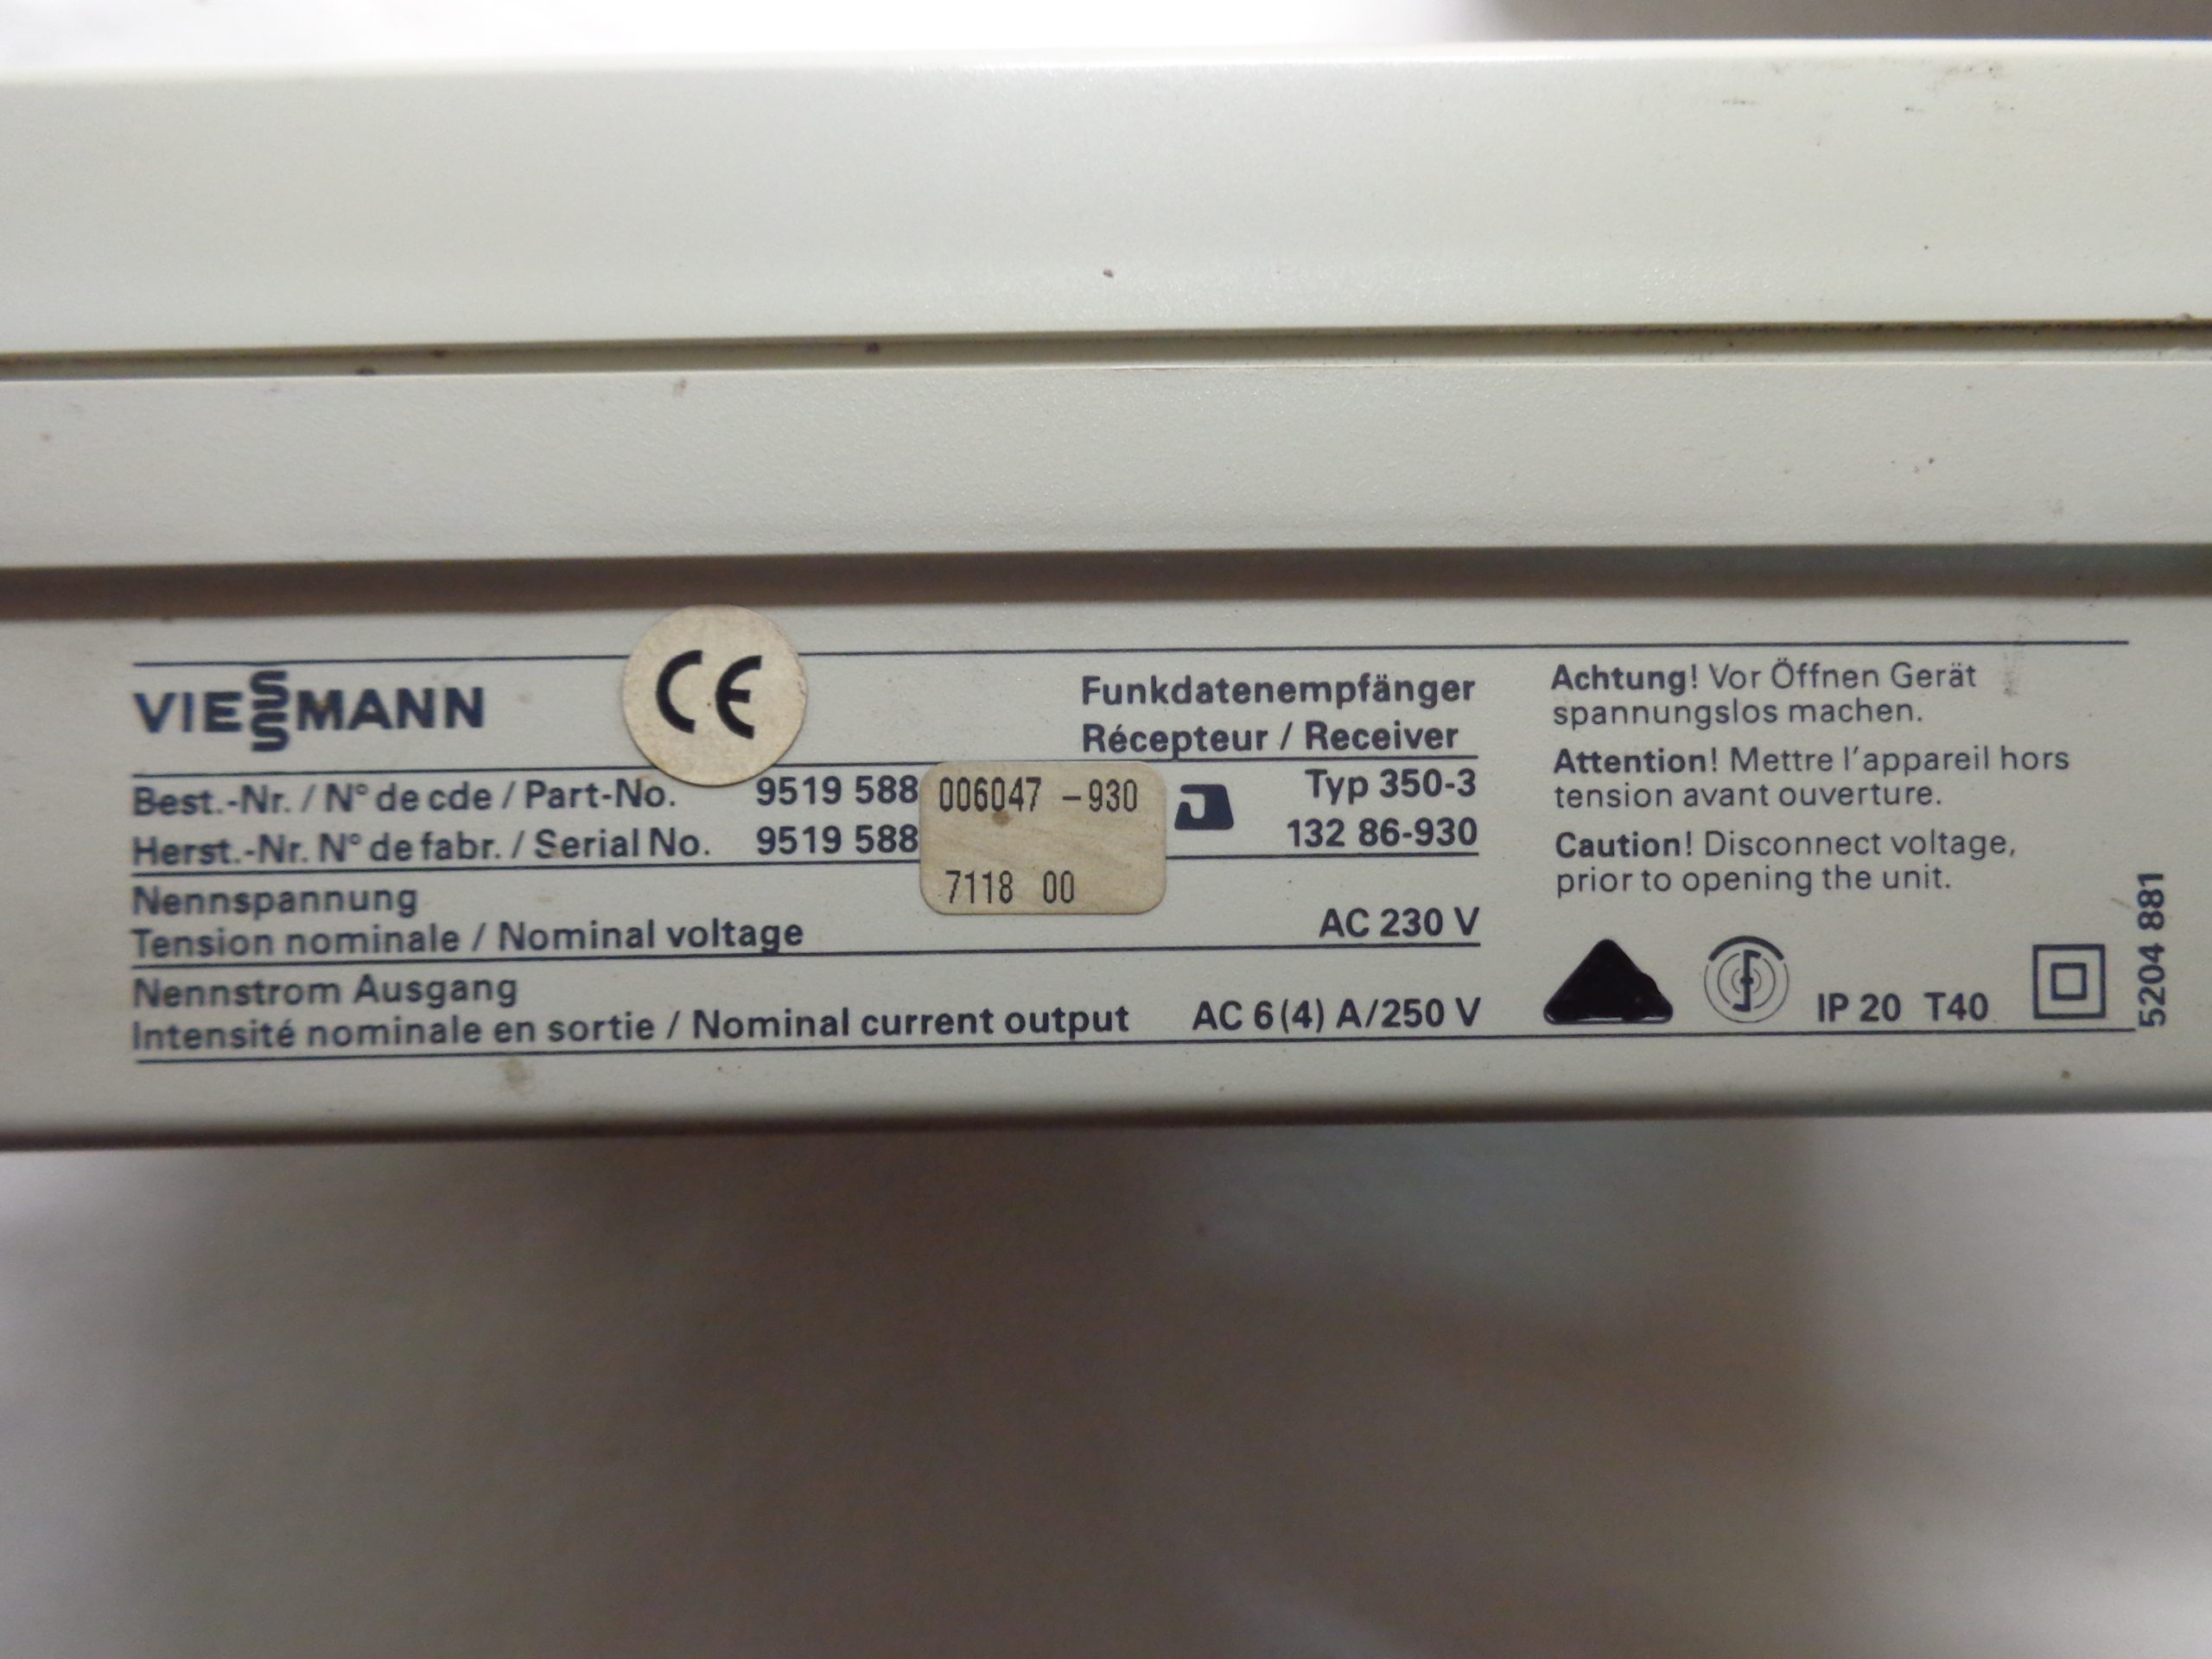 VIESSMANN
CE
Funkdatenempfänger
Récepteur / Receiver
Best.-Nr. / N° de cde / Part-No. 9519 588 006047 -930 Typ 350-3
Herst.-Nr. N° de fabr. / Serial No. 9519 588 132 86-930
7118 00
Nennspannung
Tension nominale / Nominal voltage AC 230 V
Nennstrom Ausgang
Intensité nominale en sortie / Nominal current output AC 6 (4) A/250 V
Achtung! Vor Öffnen Gerät
spannungslos machen.
Attention! Mettre l'appareil hors
tension avant ouverture.
Caution! Disconnect voltage,
prior to opening the unit.
IP 20 T40
5204 881